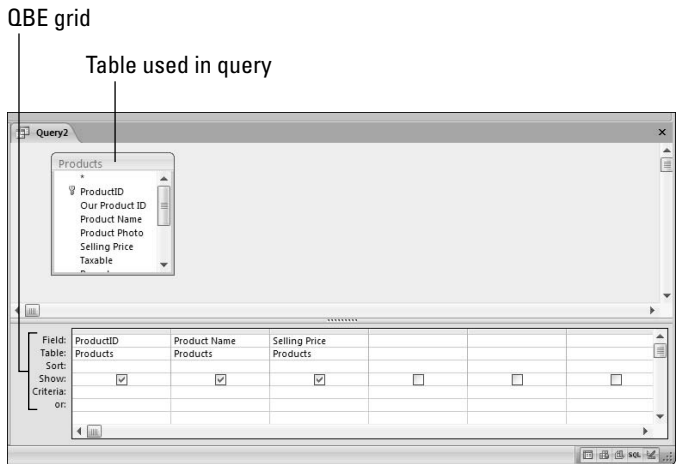 QBE grid
Table used in query
Query2
Products
*
ProductID
Our Product ID
Product Name
Product Photo
Selling Price
Taxable
Field: ProductID Product Name Selling Price
Table: Products Products Products
Sort:
Show:
Criteria:
or:
SQL